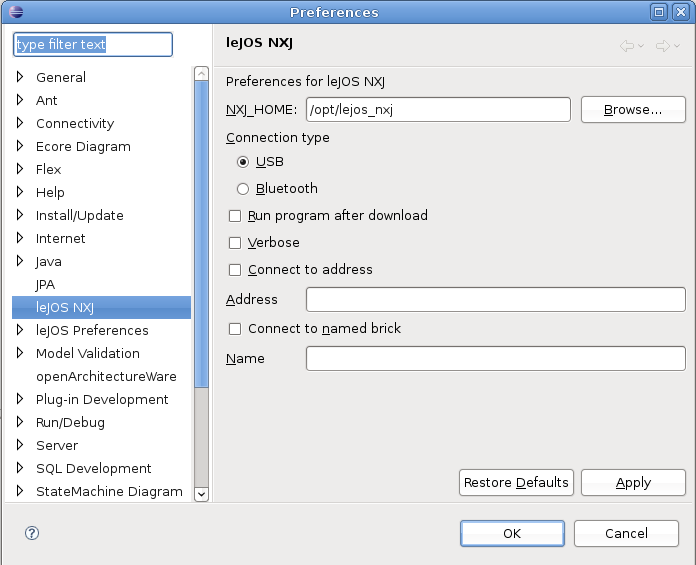 Preferences
type filter text
General
Ant
Connectivity
Ecore Diagram
Flex
Help
Install/Update
Internet
Java
JPA
leJOS NXJ
leJOS Preferences
Model Validation
openArchitectureWare
Plug-in Development
Run/Debug
Server
SQL Development
StateMachine Diagram
leJOS NXJ
Preferences for leJOS NXJ
NXJ_HOME: /opt/lejos_nxj Browse...
Connection type
USB
Bluetooth
Run program after download
Verbose
Connect to address
Address
Connect to named brick
Name
Restore Defaults Apply
? OK Cancel